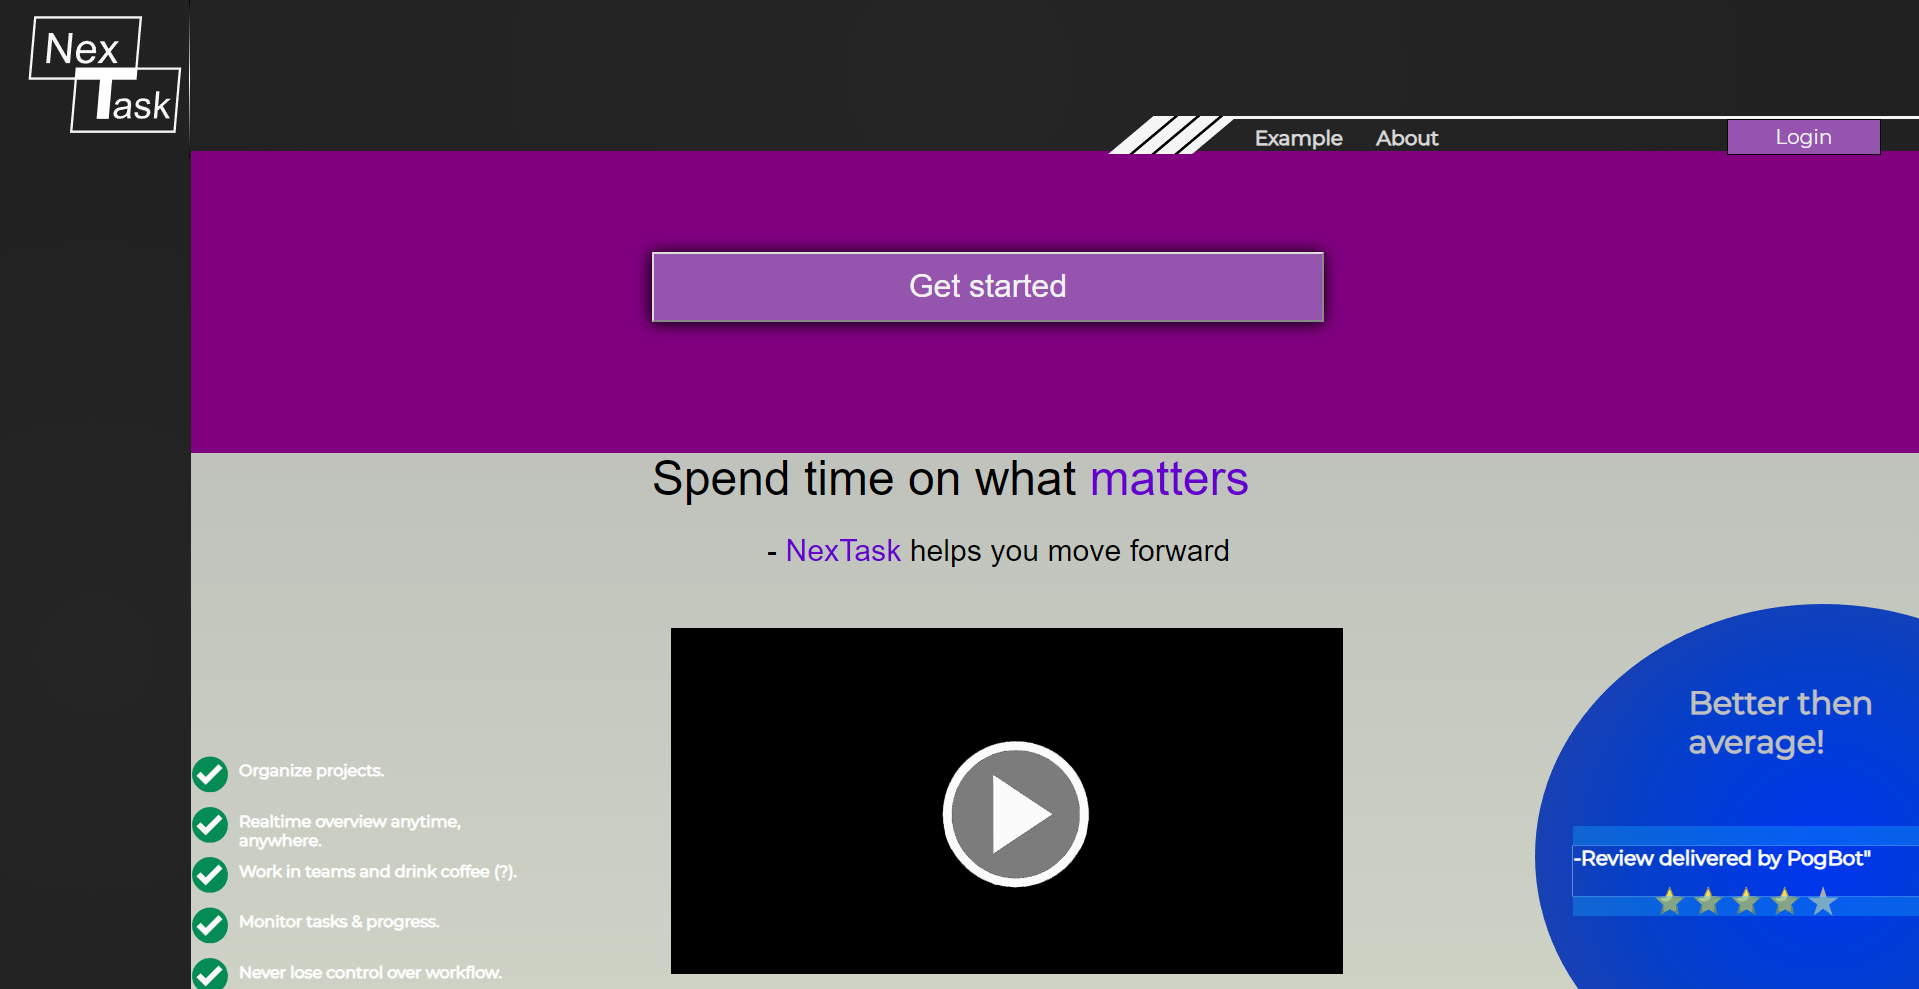 Nex
Task
Example About Login
Get started
Spend time on what matters
- NexTask helps you move forward
Better then
average!
Organize projects.
Realtime overview anytime,
anywhere.
-Review delivered by PogBot"
Work in teams and drink coffee (?).
Monitor tasks & progress.
Never lose control over workflow.